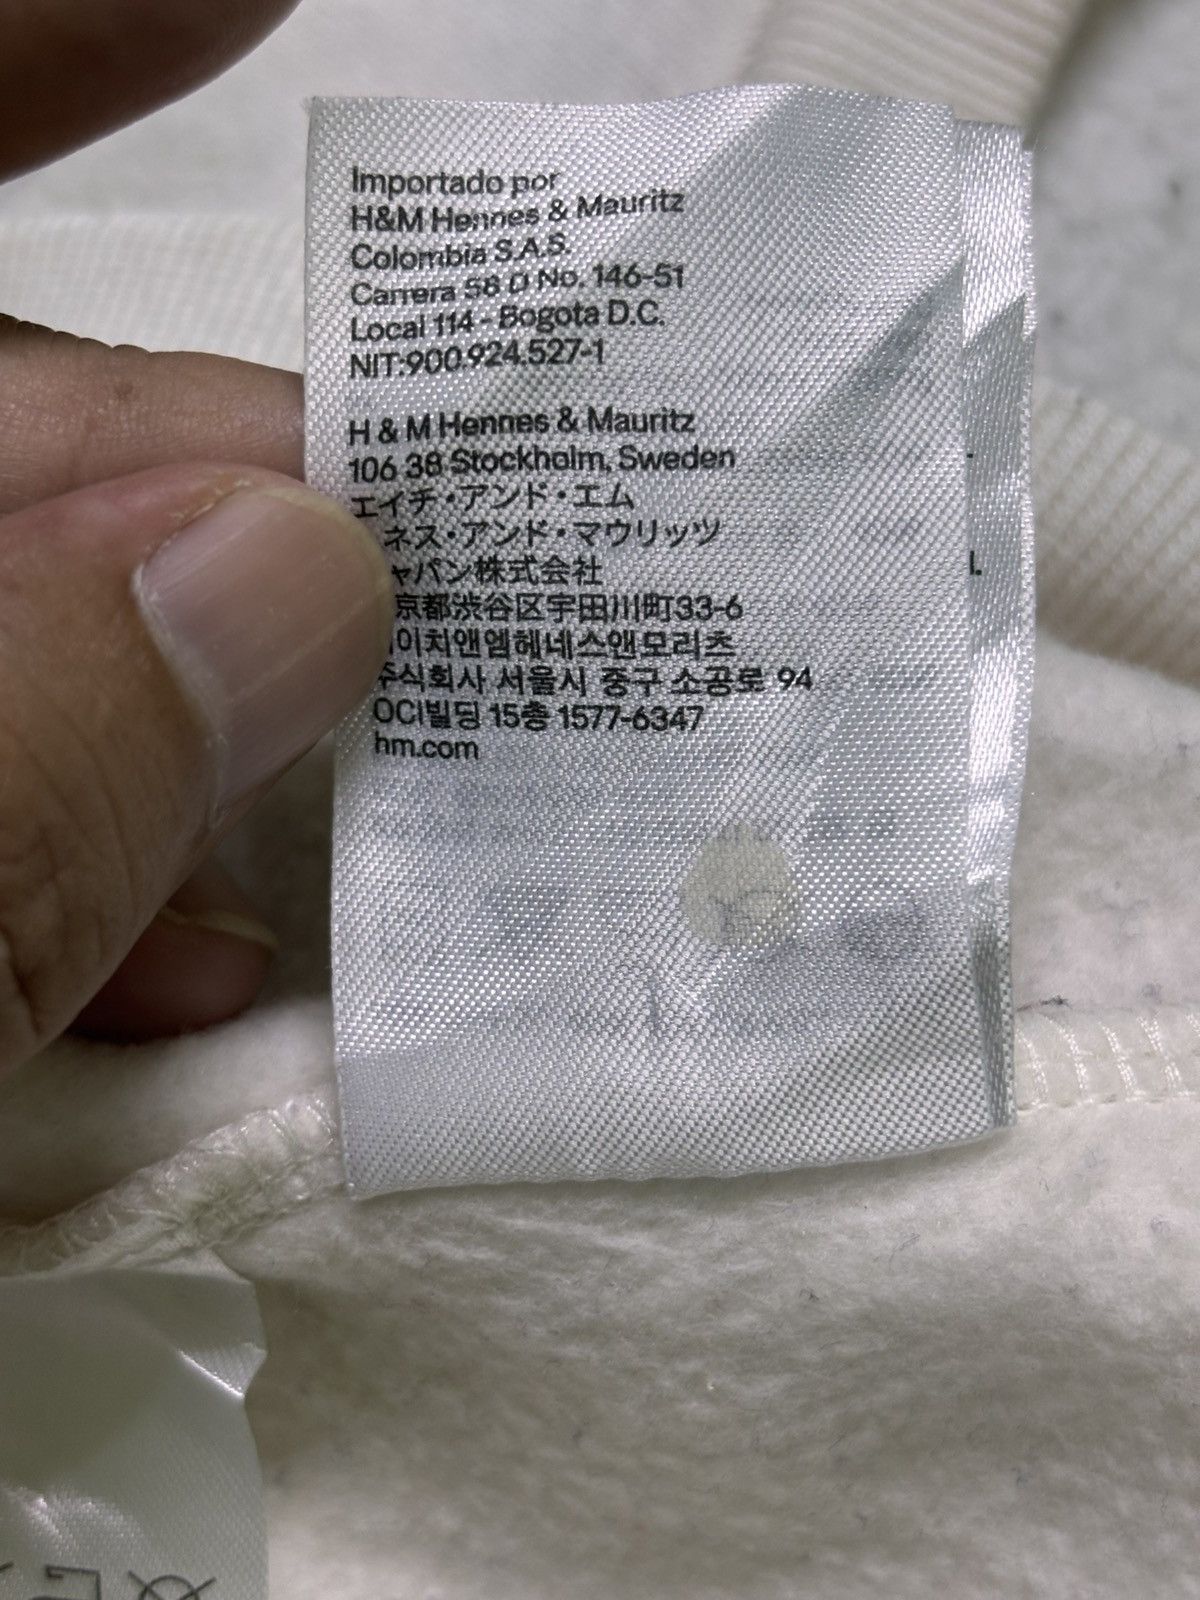 Importado por
H&M Hennes & Mauritz
Colombia S.A.S.
Carrera 58 D No. 146-51
Local 114 - Bogota D.C.
NIT:900.924.527-1
H & M Hennes & Mauritz
106 38 Stockholm, Sweden
エイチ・アンド・エム
ネス・アンド・マウリッツ
ャパン株式会社
京都渋谷区宇田川町33-6
이치앤엠헤네스앤모리츠
주식회사 서울시 중구 소공로 94
OCI빌딩 15층 1577-6347
hm.com